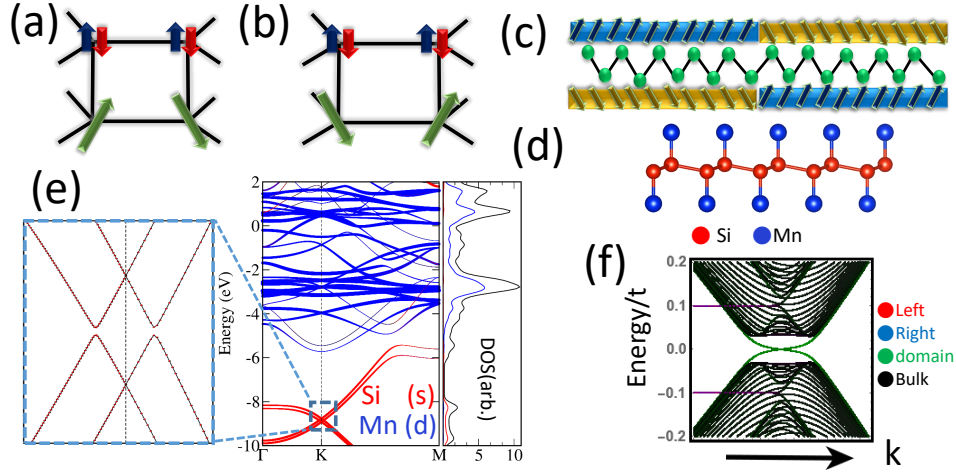 (a)
(b)
(c)
(d)
Si
Mn
(e)
2
0
-2
-4
-6
-8
-10
Energy (eV)
Si (s)
Mn (d)
Γ
K
M
DOS(arb.)
5
10
(f)
0.2
0.1
0.0
−0.1
−0.2
Energy/t
k
Left
Right
domain
Bulk